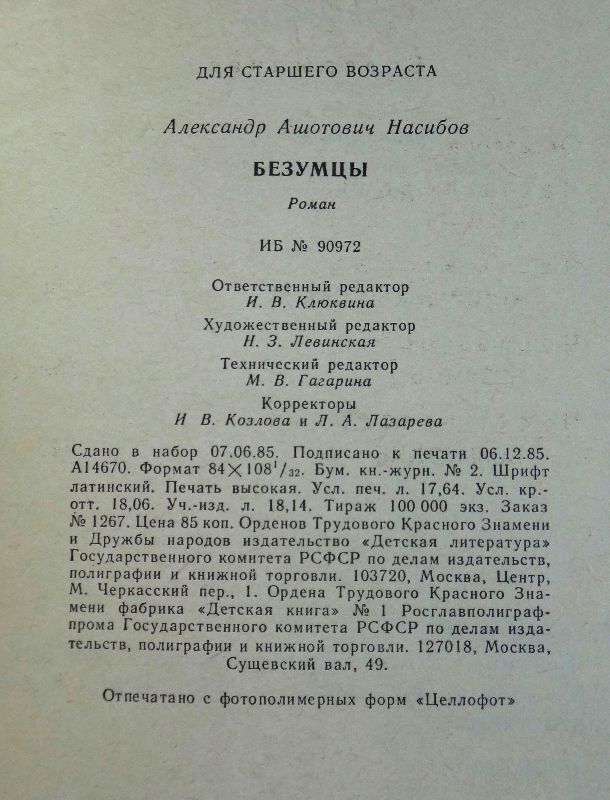 ДЛЯ СТАРШЕГО ВОЗРАСТА
Александр Ашотович Насибов
БЕЗУМЦЫ
Роман
ИБ № 90972
Ответственный редактор
И. В. Клюквина
Художественный редактор
Н. З. Левинская
Технический редактор
М. В. Гагарина
Корректоры
И В. Козлова и Л. А. Лазарева
Сдано в набор 07.06.85. Подписано к печати 06.12.85.
А14670. Формат 84×108¹/₃₂. Бум. кн.-журн. № 2. Шрифт
латинский. Печать высокая. Усл. печ. л. 17,64. Усл. кр.-
отт. 18,06. Уч.-изд. л. 18,14. Тираж 100 000 экз. Заказ
№ 1267. Цена 85 коп. Орденов Трудового Красного Знамени
и Дружбы народов издательство «Детская литература»
Государственного комитета РСФСР по делам издательств,
полиграфии и книжной торговли. 103720, Москва, Центр,
М. Черкасский пер., 1. Ордена Трудового Красного Зна-
мени фабрика «Детская книга» № 1 Росглавполиграф-
прома Государственного комитета РСФСР по делам изда-
тельств, полиграфии и книжной торговли. 127018, Москва,
Сущевский вал, 49.
Отпечатано с фотополимерных форм «Целлофот»